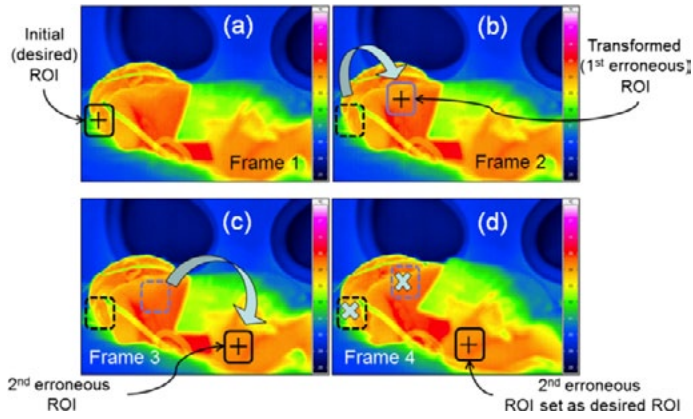 Initial
(desired)
ROI
(a)
Frame 1
(b)
Frame 2
Transformed
(1st erroneous)
ROI
(c)
Frame 3
2nd erroneous
ROI
(d)
Frame 4
2nd erroneous
ROI set as desired ROI